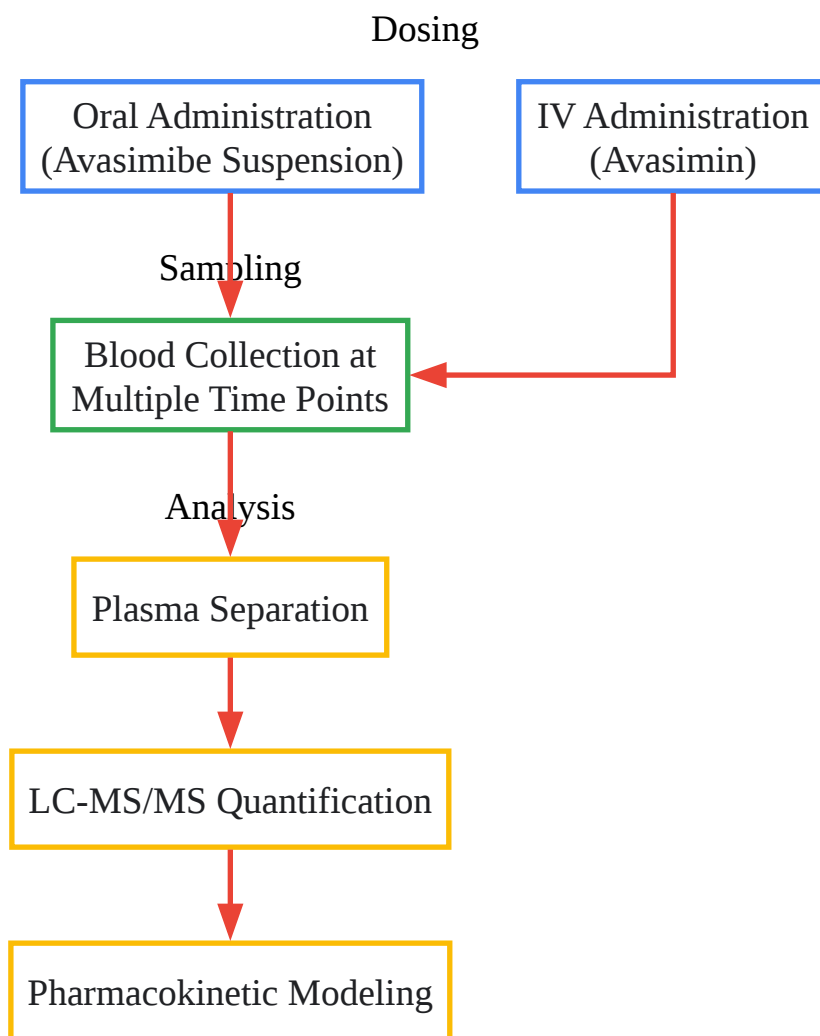 Dosing
Oral Administration
(Avasimibe Suspension)
IV Administration
(Avasimin)
Sampling
Blood Collection at
Multiple Time Points
Analysis
Plasma Separation
LC-MS/MS Quantification
Pharmacokinetic Modeling